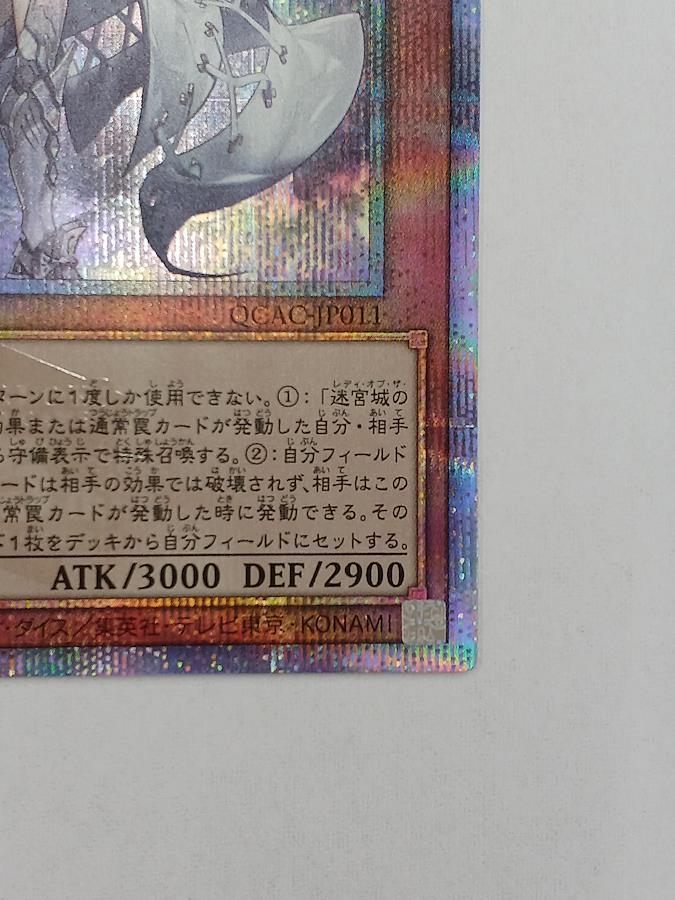 QCAC-JP011
ターンに1度しか使用できない。①:「迷宮城の
効果または通常罠カードが発動した自分・相手
守備表示で特殊召喚する。②:自分フィールド
ードは相手の効果では破壊されず、相手はこの
常罠カードが発動した時に発動できる。その
1枚をデッキから自分フィールドにセットする。
ATK/3000 DEF/2900
・ダイス/集英社・テレビ東京・KONAMI